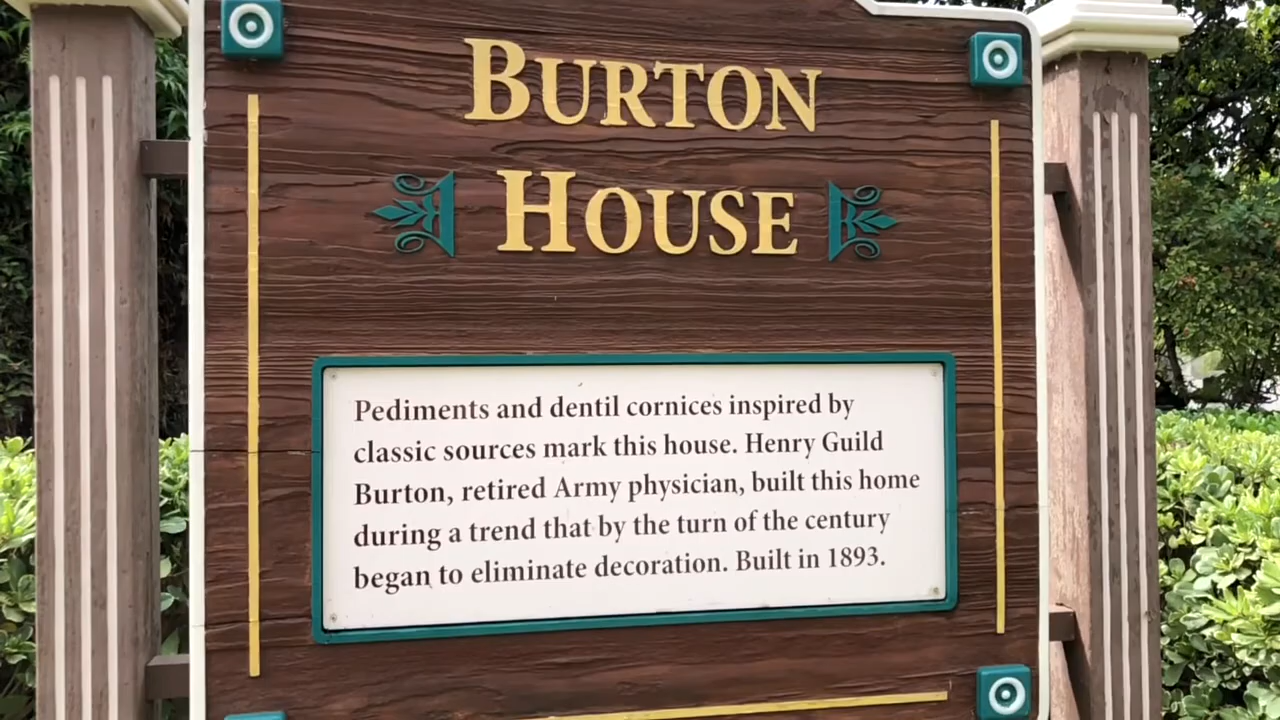 BURTON
HOUSE
Pediments and dentil cornices inspired by
classic sources mark this house. Henry Guild
Burton, retired Army physician, built this home
during a trend that by the turn of the century
began to eliminate decoration. Built in 1893.